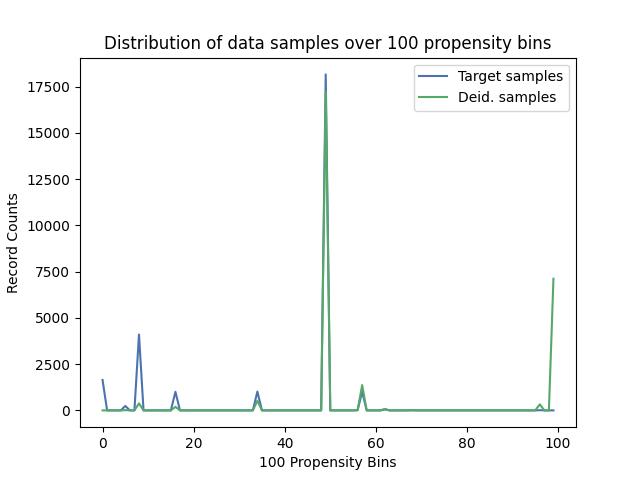 Distribution of data samples over 100 propensity bins
Target samples
Deid. samples
17500
15000
12500
10000
7500
5000
2500
0
Record Counts
0 20 40 60 80 100
100 Propensity Bins